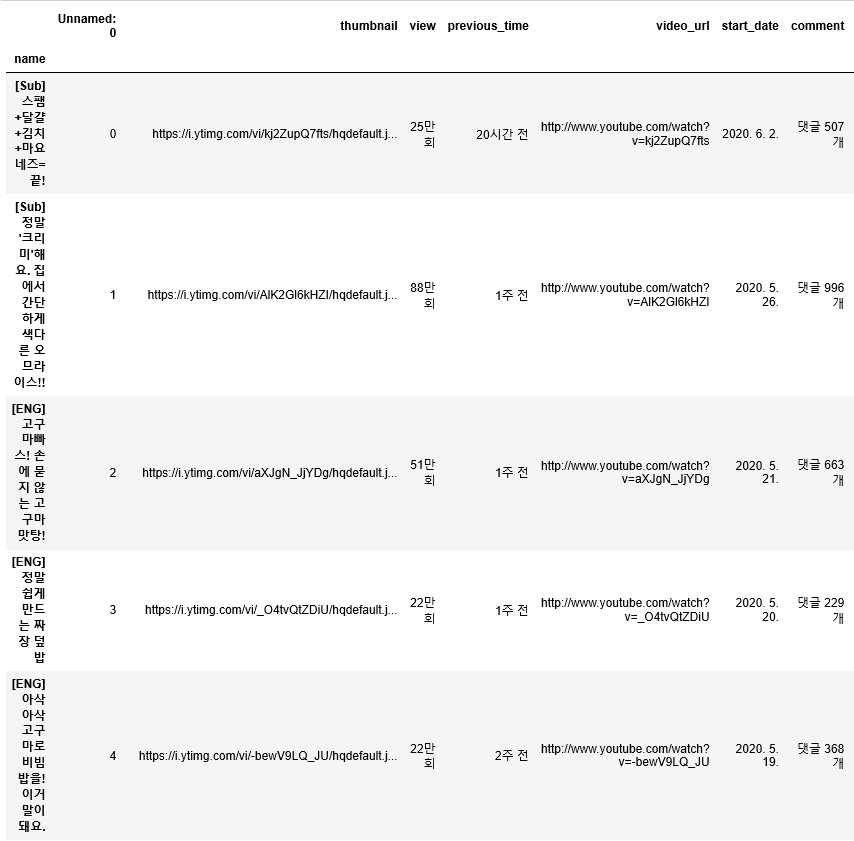 Unnamed: 0 thumbnail view previous_time video_url start_date comment
name
[Sub] 스팸+달걀+김치+마요네즈=끝! 0 https://i.ytimg.com/vi/kj2ZupQ7fts/hqdefault.j... 25만회 20시간 전 http://www.youtube.com/watch?v=kj2ZupQ7fts 2020. 6. 2. 댓글 507개
[Sub] 정말 '크리미'해요. 집에서 간단하게 색다른 오므라이스!! 1 https://i.ytimg.com/vi/AlK2GI6kHZI/hqdefault.j... 88만회 1주 전 http://www.youtube.com/watch?v=AlK2GI6kHZI 2020. 5. 26. 댓글 996개
[ENG] 고구마빠스! 손에 묻지 않는 고구마 맛탕! 2 https://i.ytimg.com/vi/aXJgN_JjYDg/hqdefault.j... 51만회 1주 전 http://www.youtube.com/watch?v=aXJgN_JjYDg 2020. 5. 21. 댓글 663개
[ENG] 정말 쉽게 만드는 짜장 덮밥 3 https://i.ytimg.com/vi/_O4tvQtZDiU/hqdefault.j... 22만회 1주 전 http://www.youtube.com/watch?v=_O4tvQtZDiU 2020. 5. 20. 댓글 229개
[ENG] 아삭아삭 고구마로 비빔밥을! 이거 말이 돼요. 4 https://i.ytimg.com/vi/-bewV9LQ_JU/hqdefault.j... 22만회 2주 전 http://www.youtube.com/watch?v=-bewV9LQ_JU 2020. 5. 19. 댓글 368개